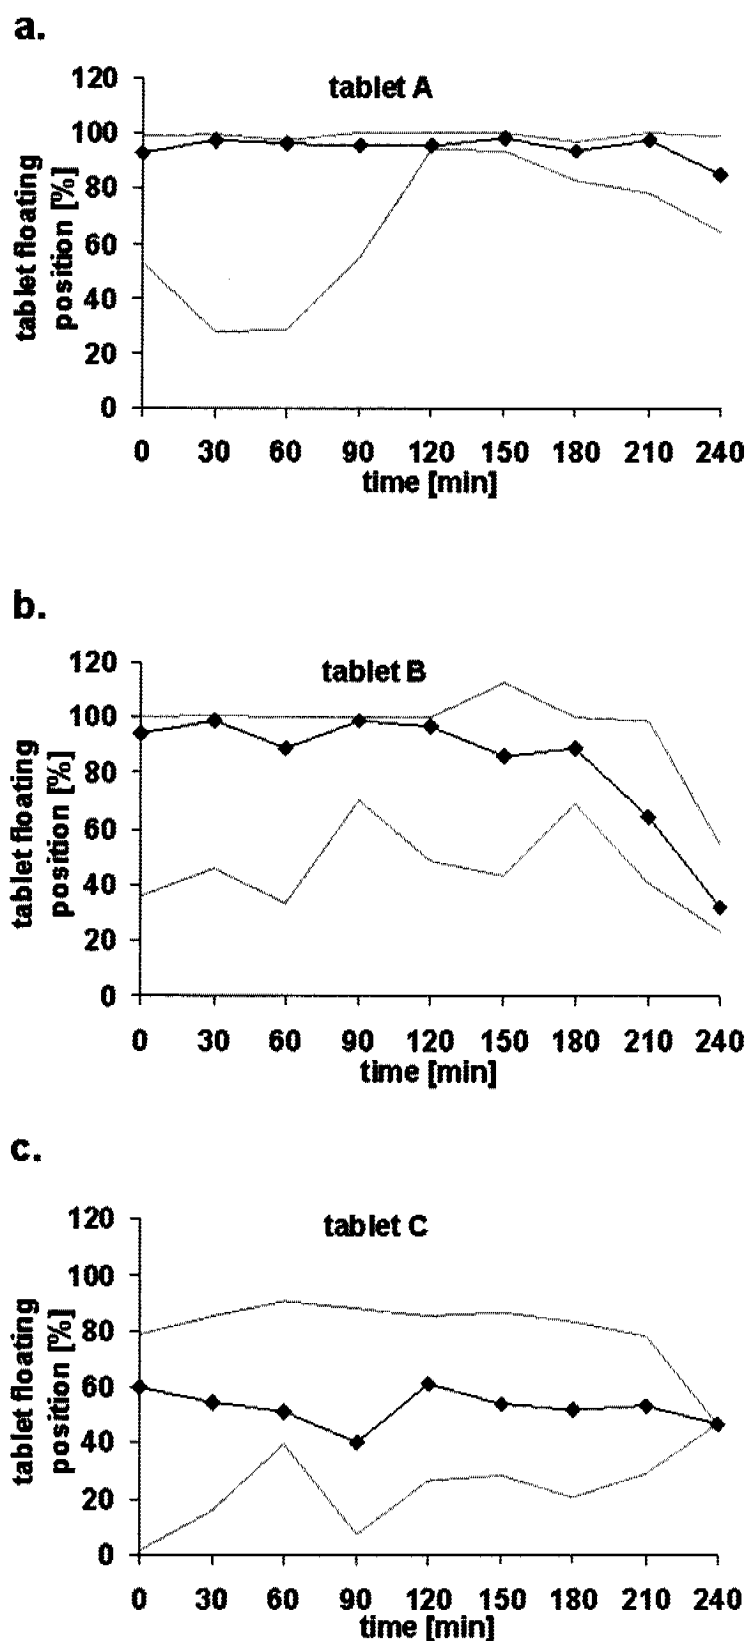 a.
tablet A
120
100
80
60
40
20
0
tablet floating
position [%]
0 30 60 90 120 150 180 210 240
time [min]
b.
tablet B
120
100
80
60
40
20
0
tablet floating
position [%]
0 30 60 90 120 150 180 210 240
time [min]
c.
tablet C
120
100
80
60
40
20
0
tablet floating
position [%]
0 30 60 90 120 150 180 210 240
time [min]